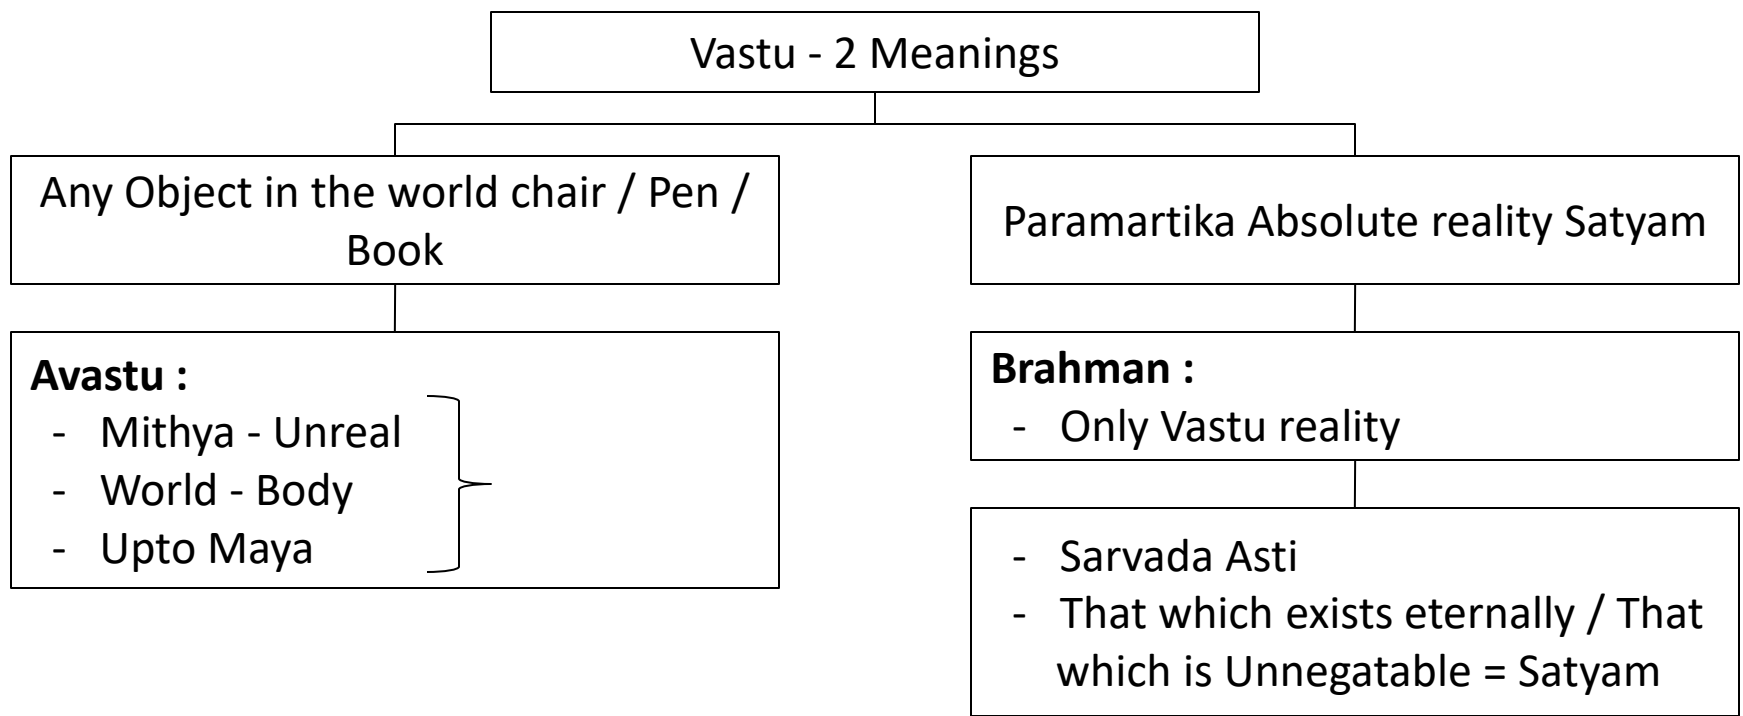 Vastu - 2 Meanings
Any Object in the world chair / Pen /
Book
Avastu :
- Mithya - Unreal
- World - Body
- Upto Maya
Paramartika Absolute reality Satyam
Brahman :
- Only Vastu reality
- Sarvada Asti
- That which exists eternally / That
which is Unnegatable = Satyam